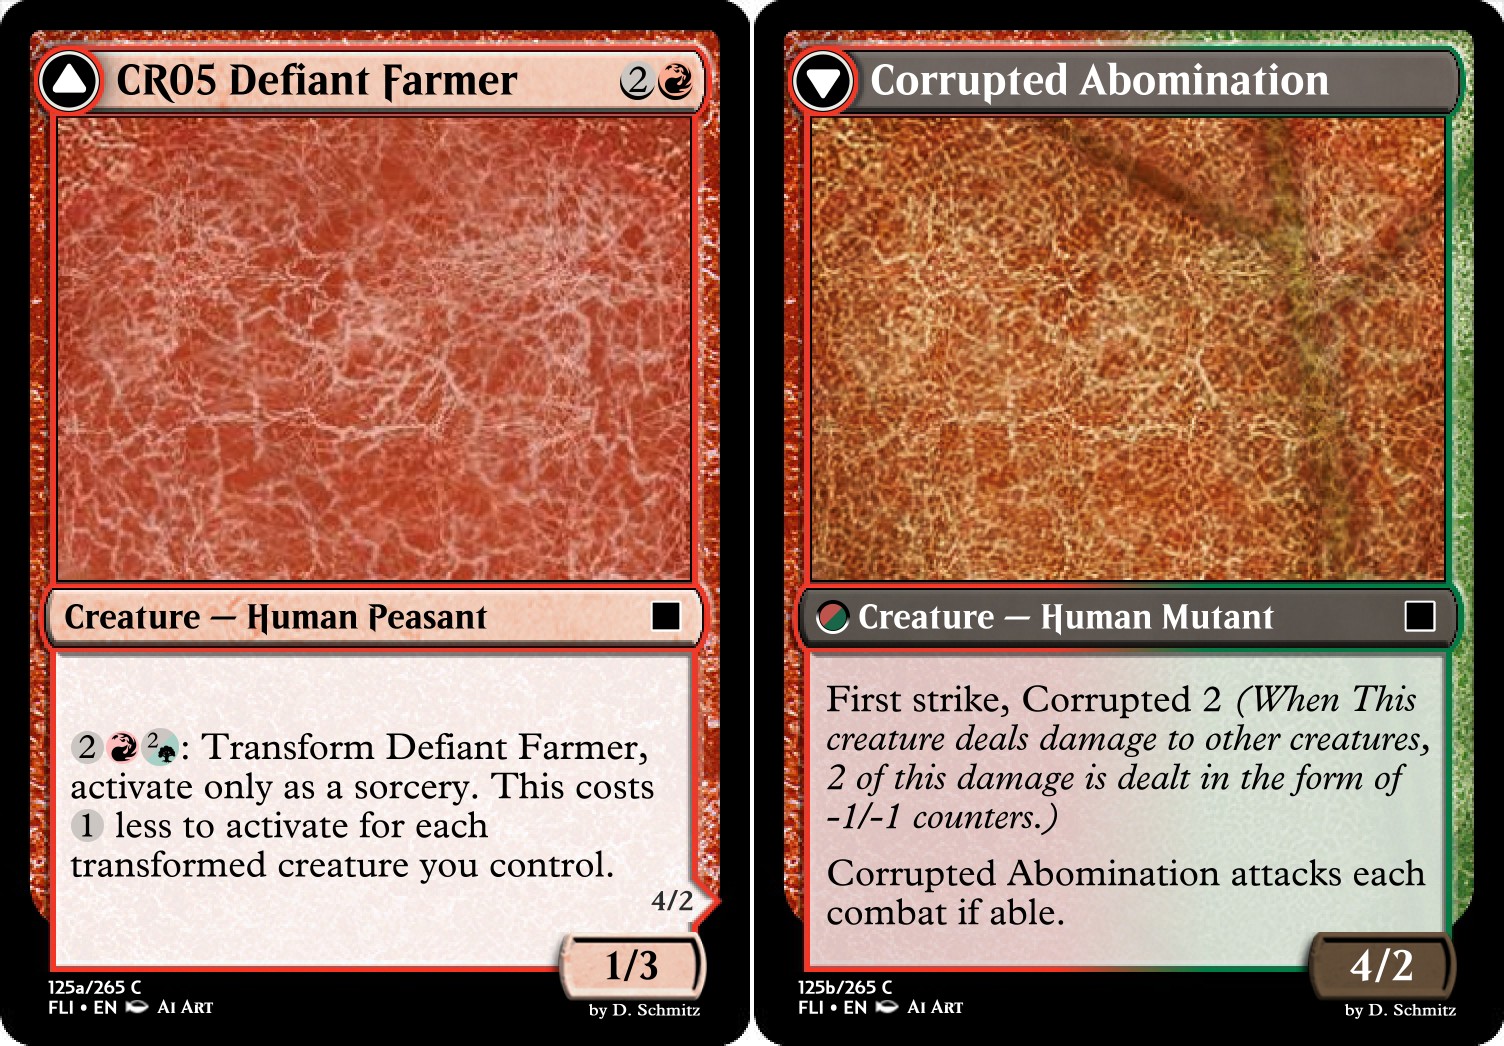 CR05 Defiant Farmer 2
Creature — Human Peasant
2 2: Transform Defiant Farmer,
activate only as a sorcery. This costs
1 less to activate for each
transformed creature you control.
4/2
1/3
125a/265 C
FLI • EN AI ART
by D. Schmitz
Corrupted Abomination
Creature — Human Mutant
First strike, Corrupted 2 (When This
creature deals damage to other creatures,
2 of this damage is dealt in the form of
-1/-1 counters.)
Corrupted Abomination attacks each
combat if able.
4/2
125b/265 C
FLI • EN AI ART
by D. Schmitz